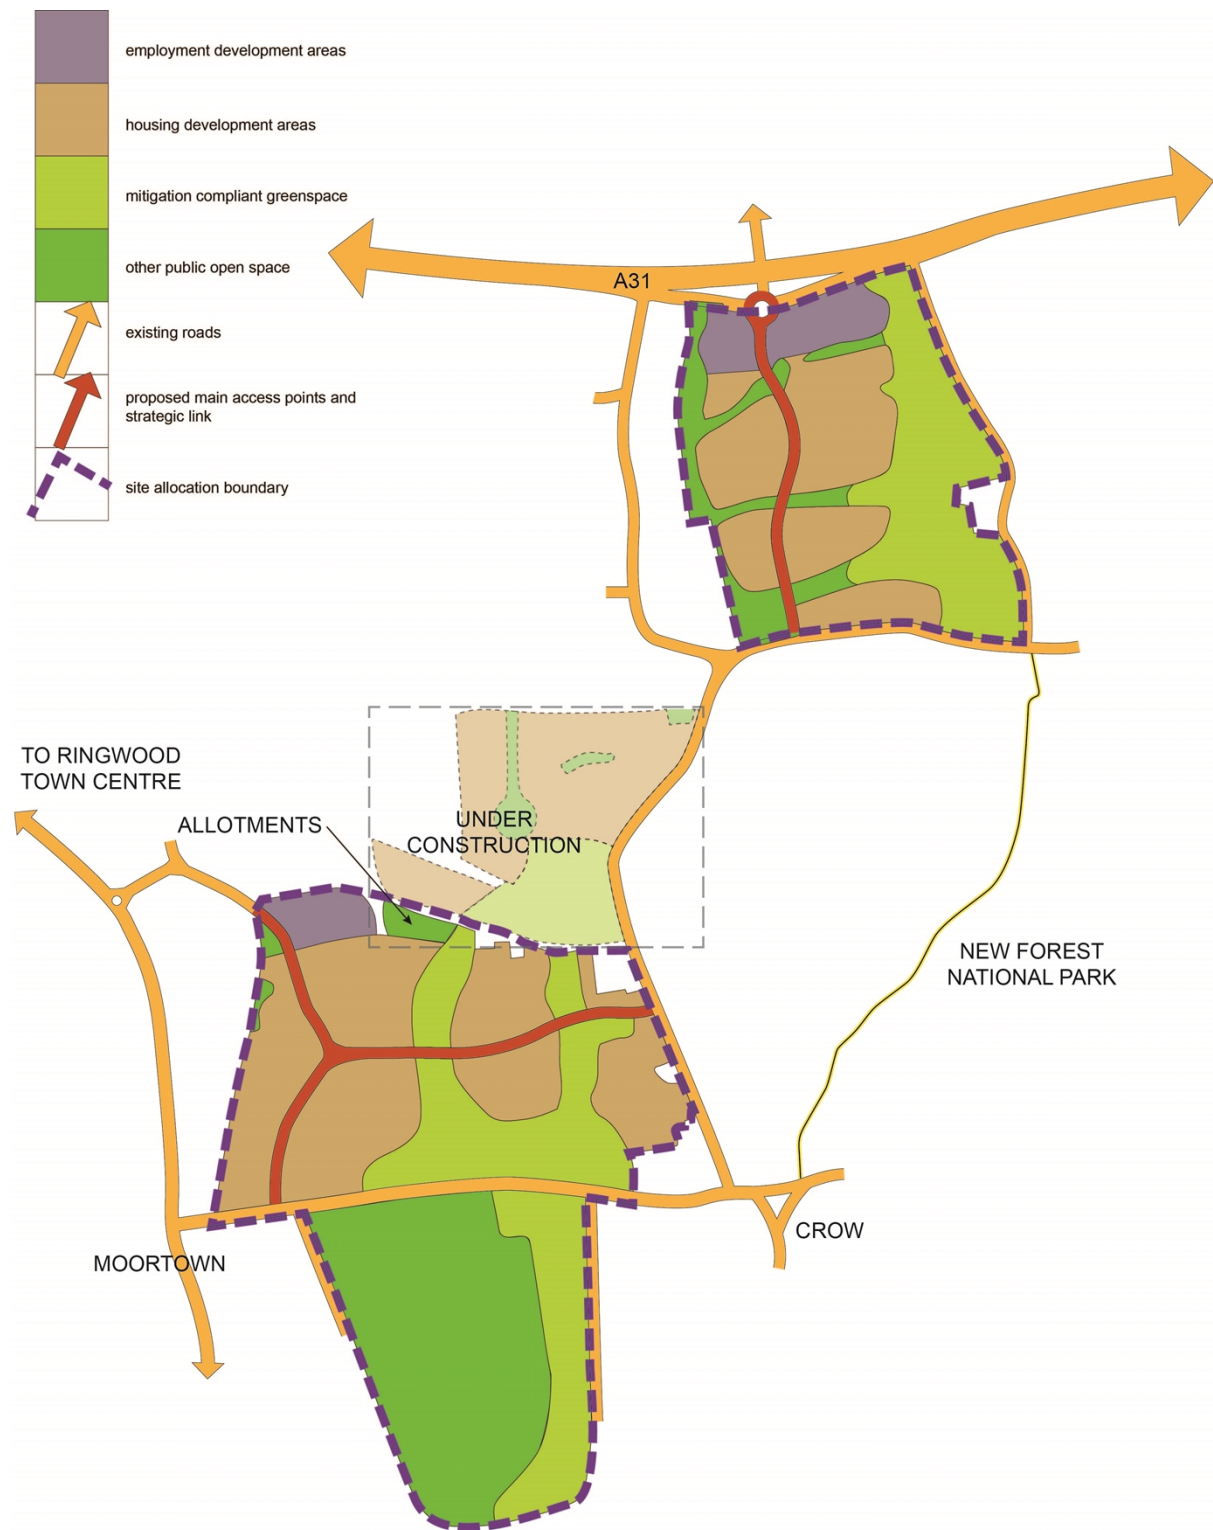 employment development areas
housing development areas
mitigation compliant greenspace
other public open space
existing roads
proposed main access points and
strategic link
site allocation boundary
A31
TO RINGWOOD
TOWN CENTRE
ALLOTMENTS
UNDER
CONSTRUCTION
NEW FOREST
NATIONAL PARK
CROW
MOORTOWN